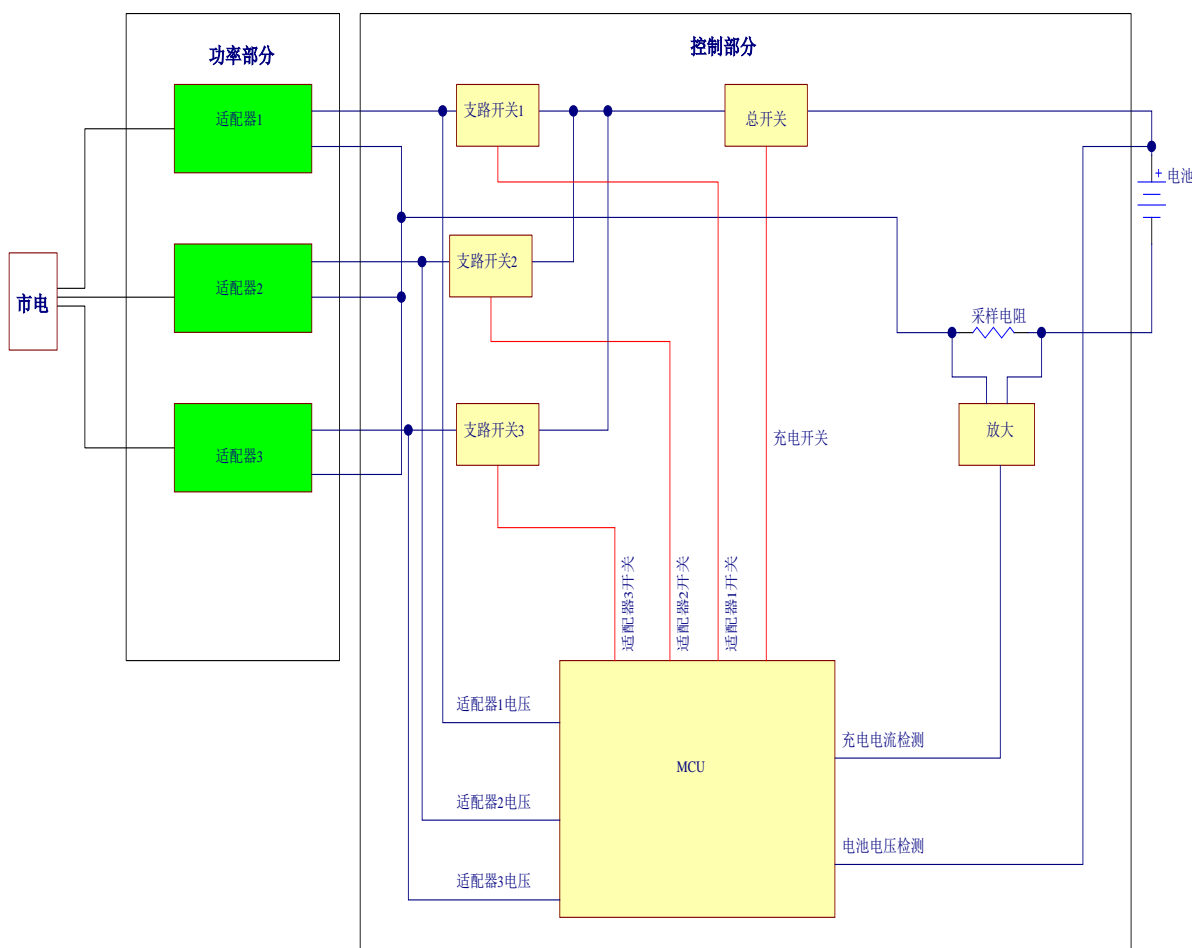 功率部分
控制部分
适配器1
支路开关1
总开关
+
电池
支路开关2
适配器2
市电
采样电阻
支路开关3
放大
充电开关
适配器3
适配器3开关
适配器2开关
适配器1开关
适配器1电压
充电电流检测
MCU
适配器2电压
电池电压检测
适配器3电压